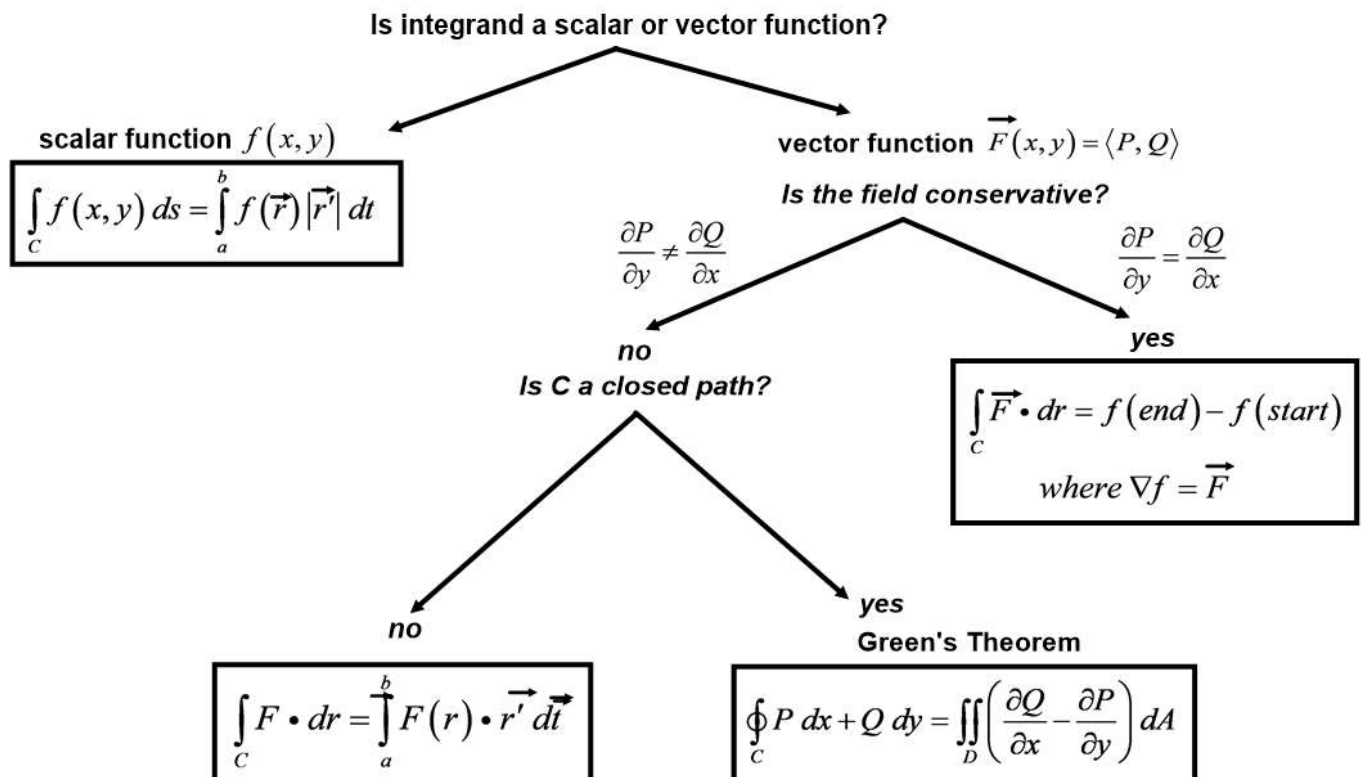 Is integrand a scalar or vector function?
scalar function f(x, y)
∫_C f(x, y) ds = ∫_a^b f(r⃗) |r⃗'| dt
vector function F⃗(x, y) = ⟨P, Q⟩
Is the field conservative?
∂P/∂y ≠ ∂Q/∂x
∂P/∂y = ∂Q/∂x
no
Is C a closed path?
yes
∫_C F⃗ • dr = f(end) − f(start)
where ∇f = F⃗
no
∫_C F • dr = ∫_a^b F(r) • r⃗' dt⃗
yes
Green's Theorem
∮_C P dx + Q dy = ∬_D (∂Q/∂x − ∂P/∂y) dA